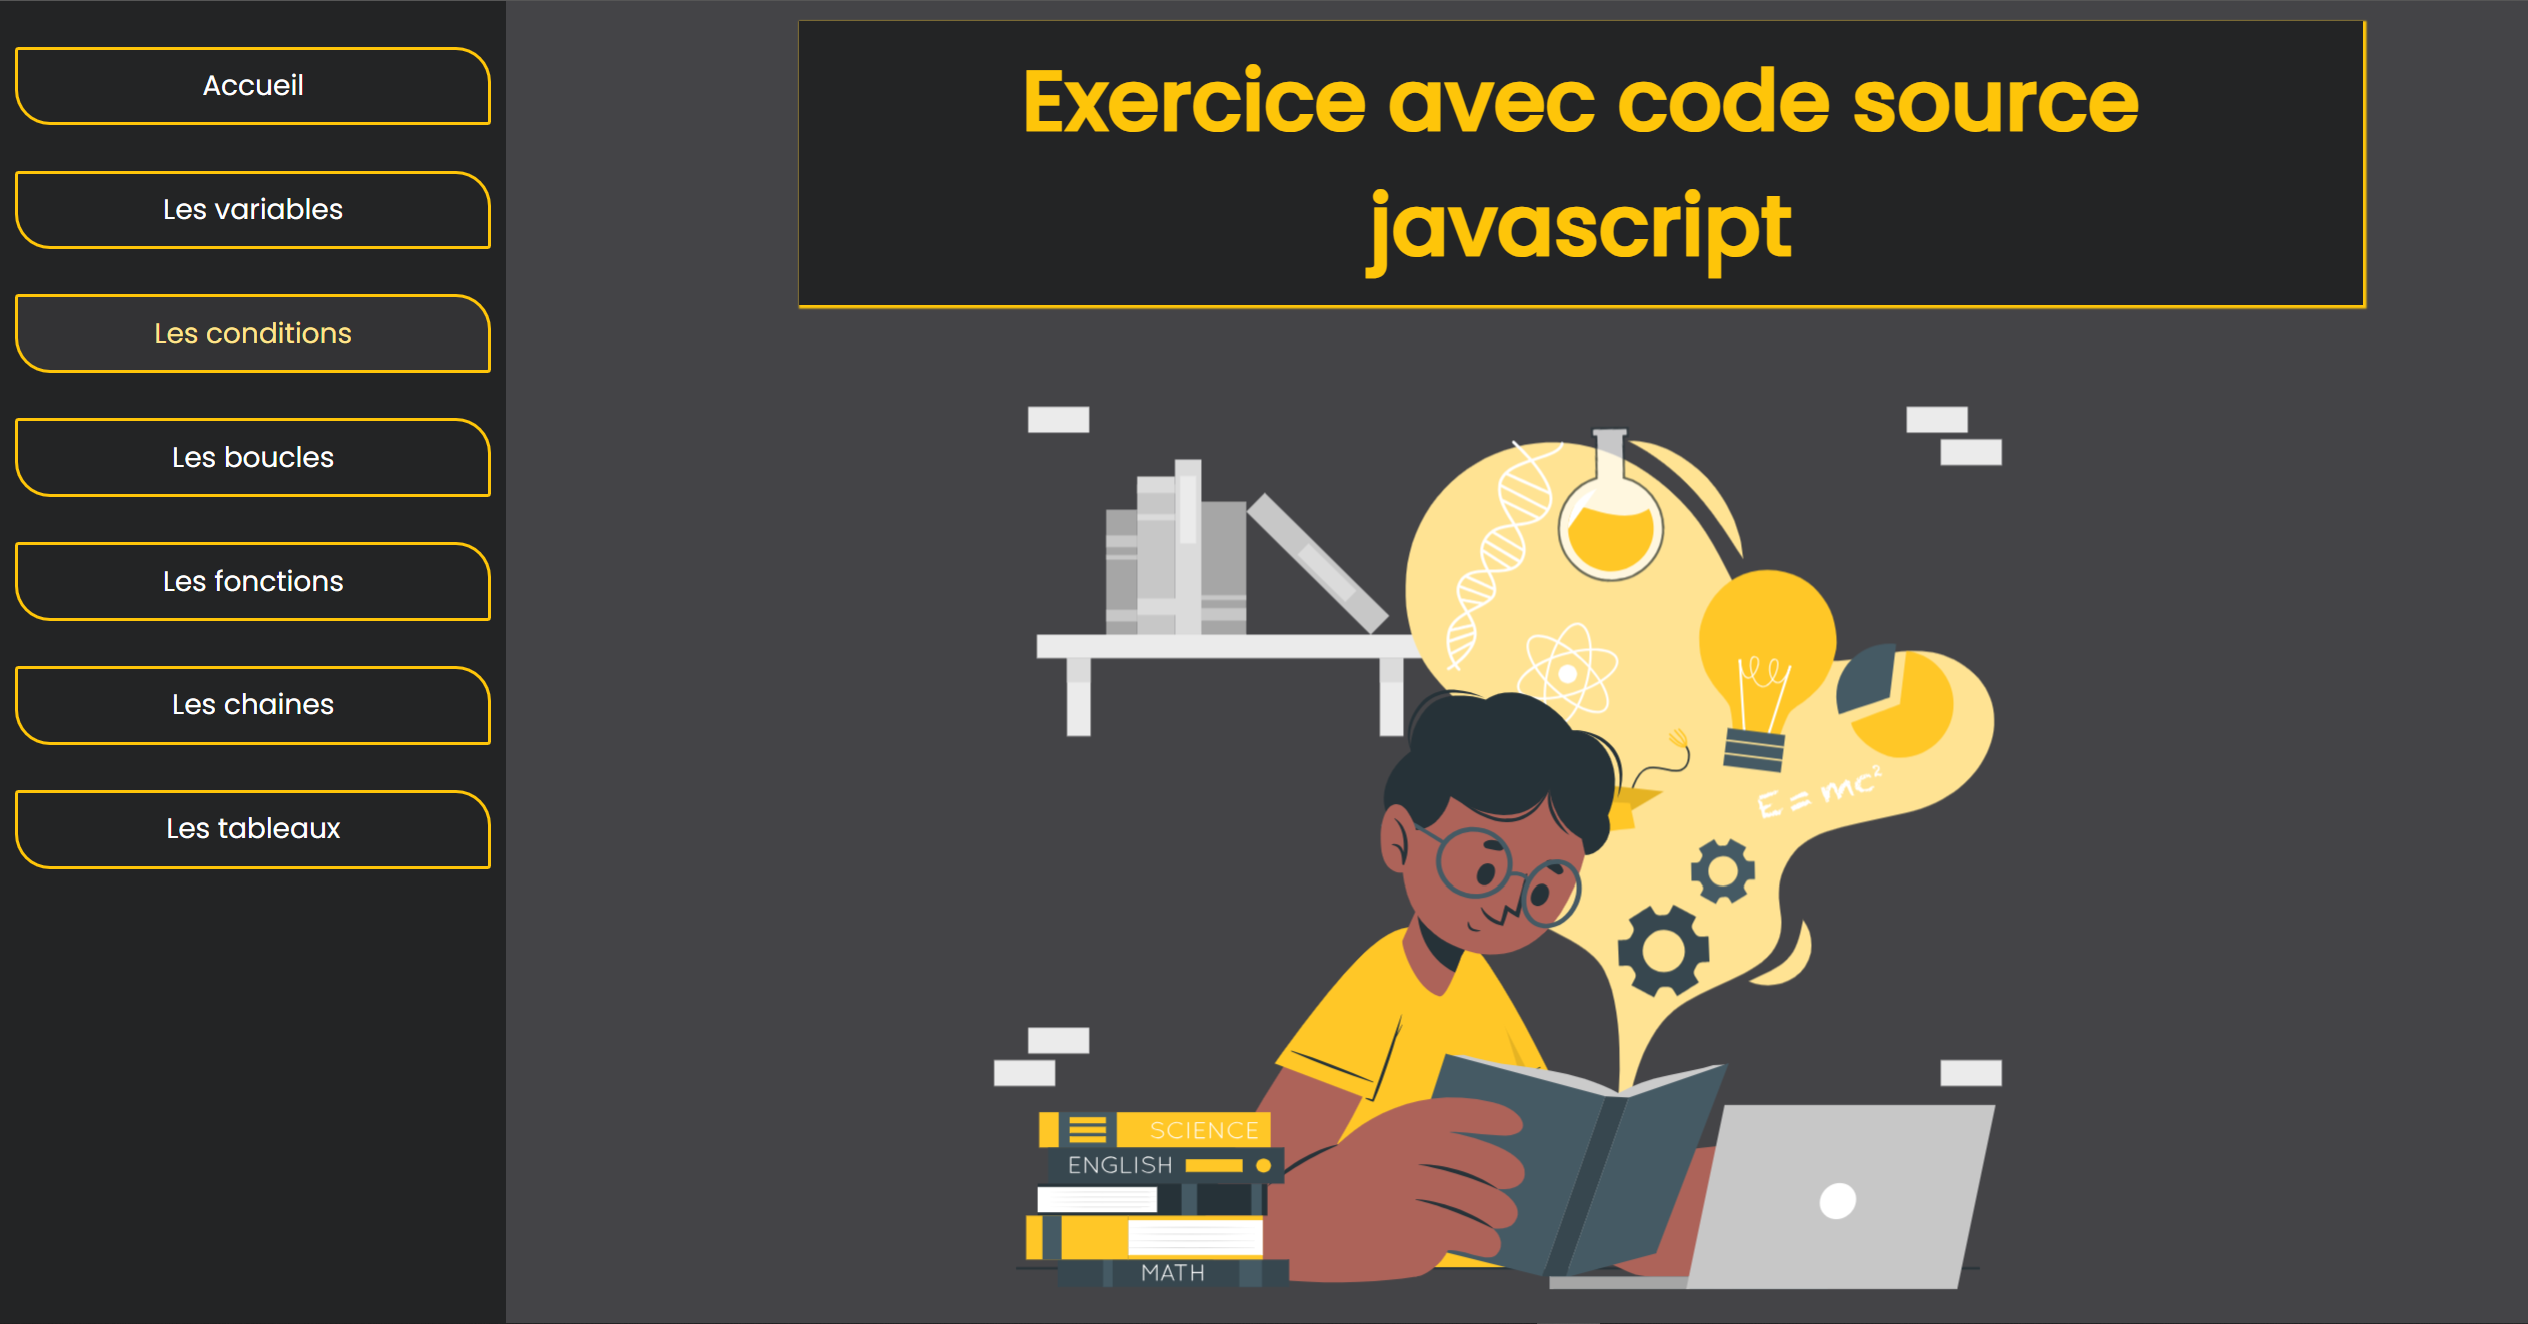 Accueil
Les variables
Les conditions
Les boucles
Les fonctions
Les chaines
Les tableaux
Exercice avec code source
javascript
E = mc²
SCIENCE
ENGLISH
MATH